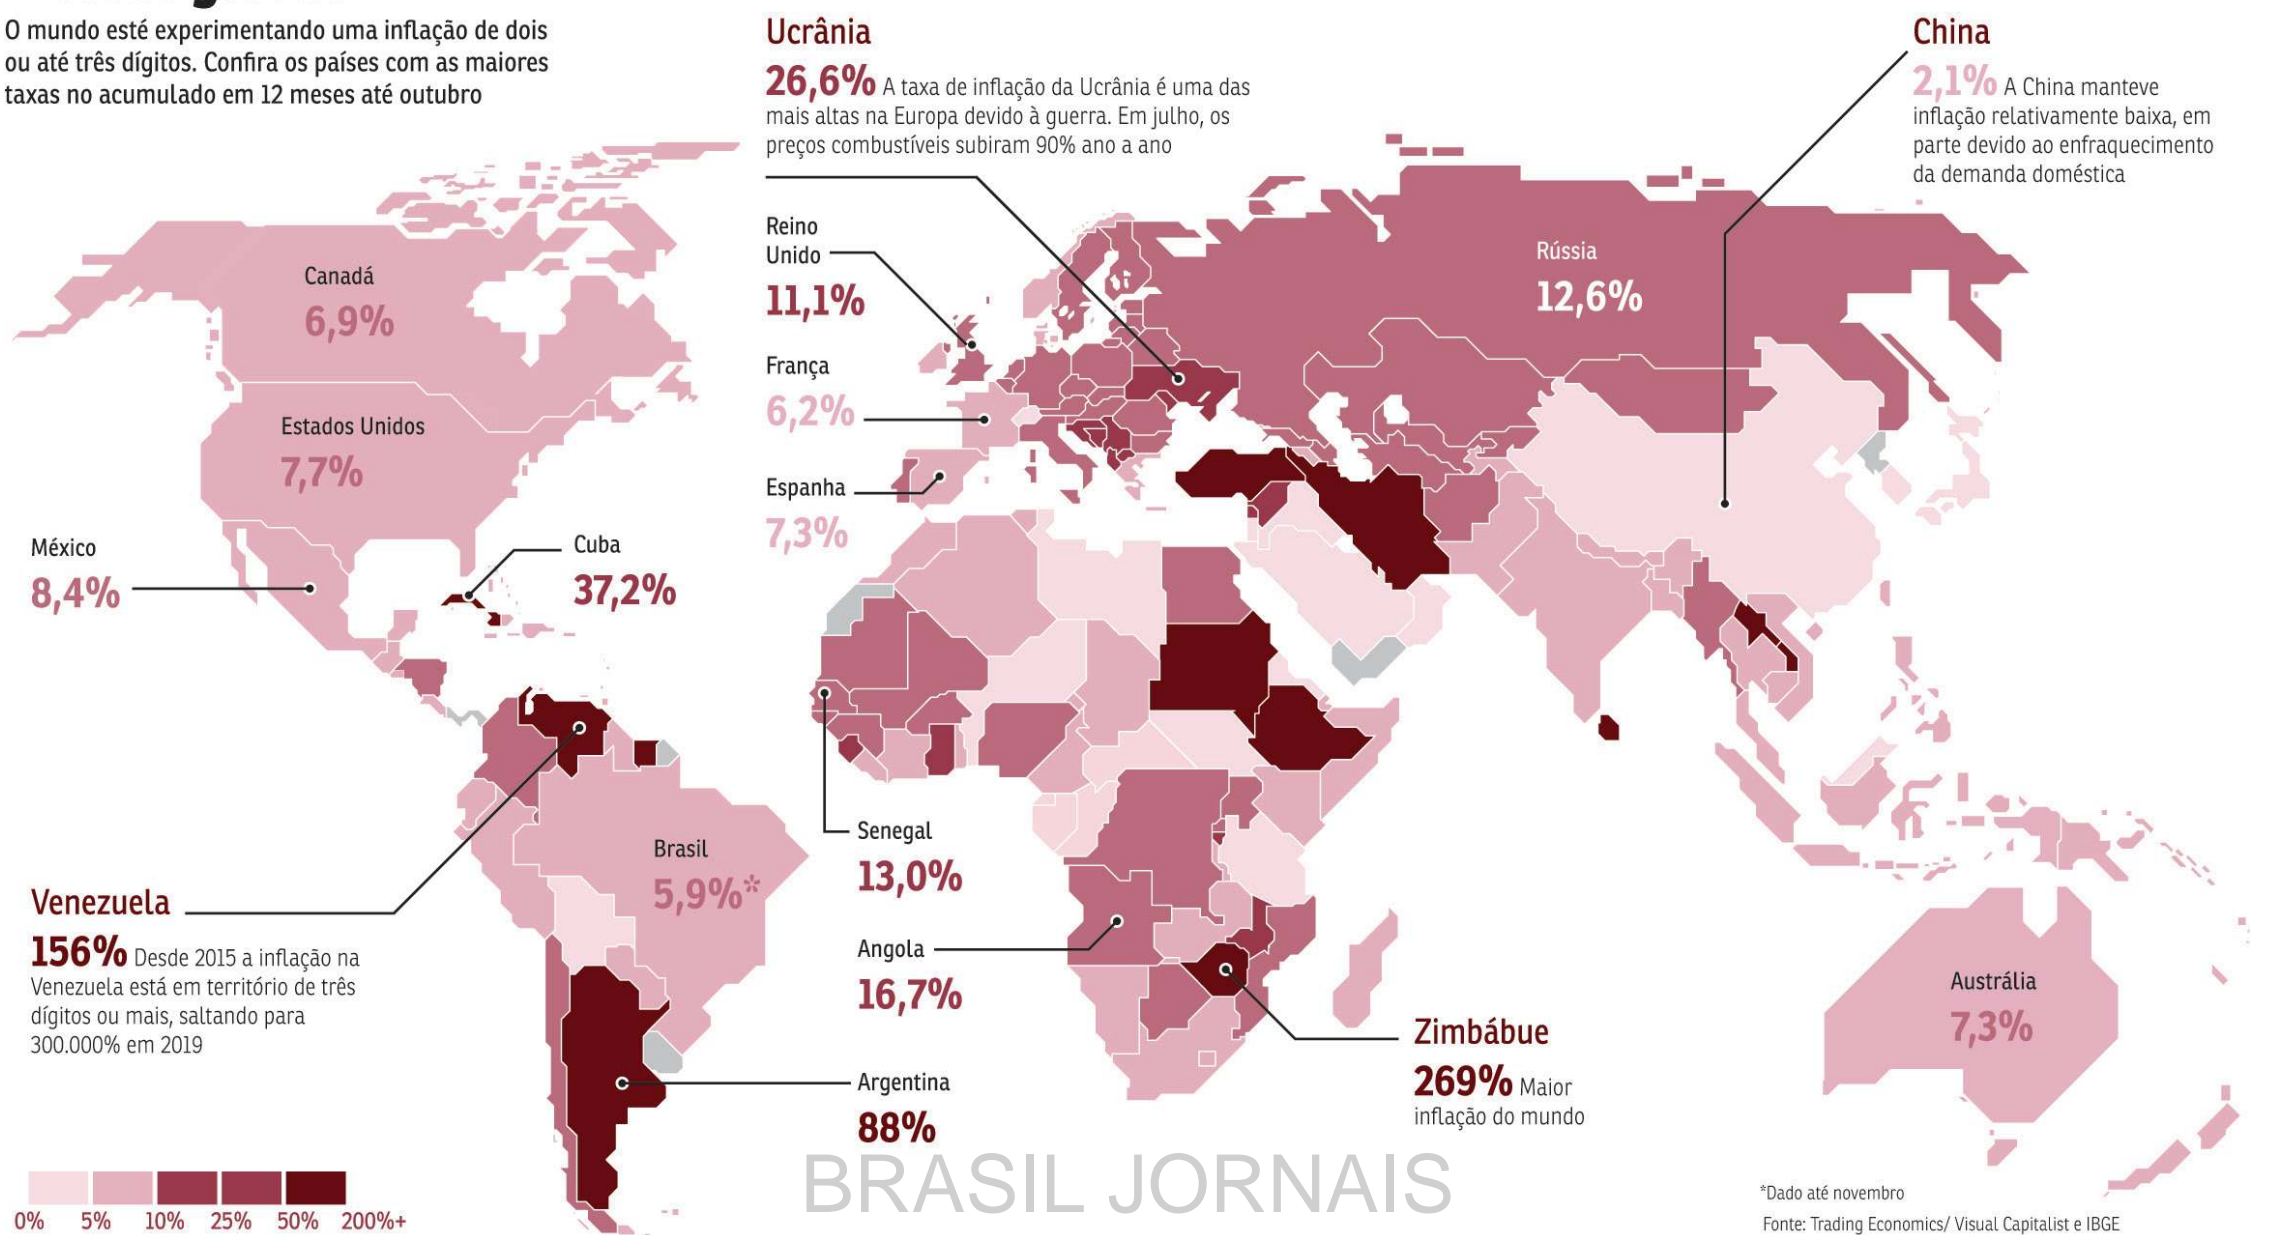 O mundo esté experimentando uma inflação de dois
ou até três dígitos. Confira os países com as maiores
taxas no acumulado em 12 meses até outubro
Ucrânia
26,6% A taxa de inflação da Ucrânia é uma das
mais altas na Europa devido à guerra. Em julho, os
preços combustíveis subiram 90% ano a ano
China
2,1% A China manteve
inflação relativamente baixa, em
parte devido ao enfraquecimento
da demanda doméstica
Reino
Unido
11,1%
Rússia
12,6%
Canadá
6,9%
França
6,2%
Estados Unidos
7,7%
Espanha
7,3%
México
8,4%
Cuba
37,2%
Senegal
13,0%
Brasil
5,9%*
Venezuela
156% Desde 2015 a inflação na
Venezuela está em território de três
dígitos ou mais, saltando para
300.000% em 2019
Angola
16,7%
Austrália
7,3%
Zimbábue
269% Maior
inflação do mundo
Argentina
88%
BRASIL JORNAIS
0% 5% 10% 25% 50% 200%+
*Dado até novembro
Fonte: Trading Economics/ Visual Capitalist e IBGE